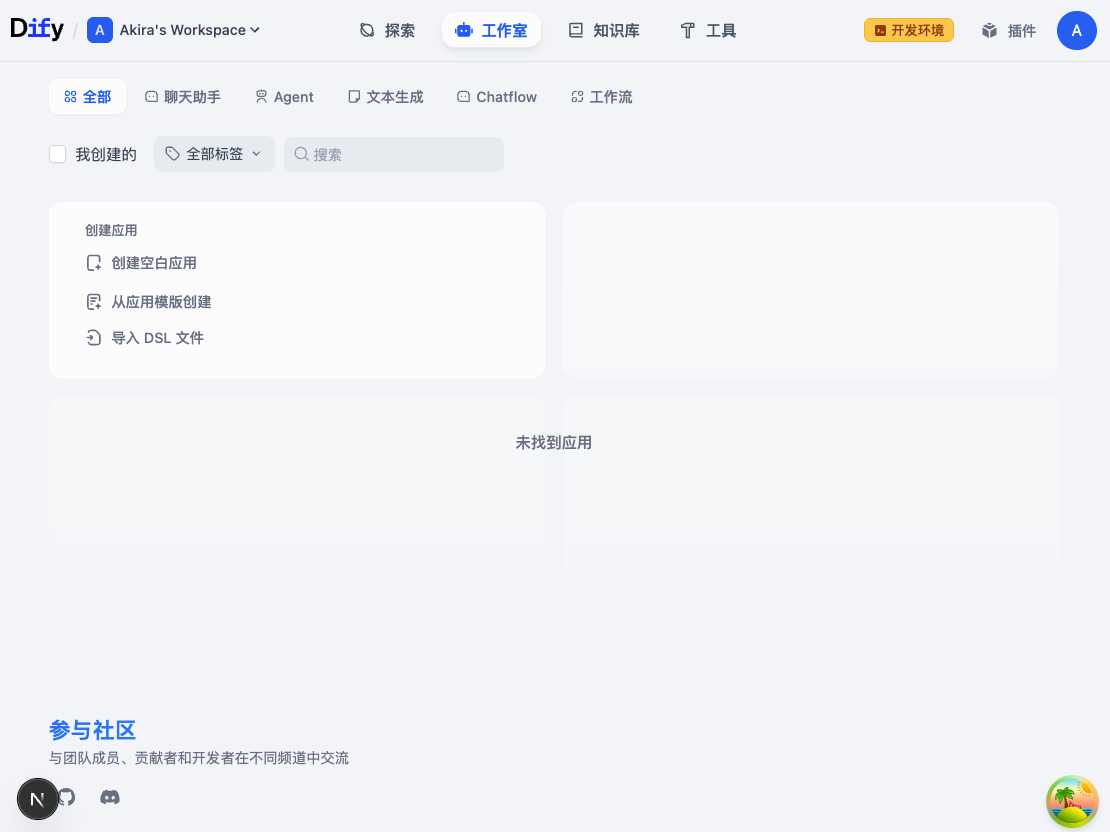 Dify / A Akira's Workspace 探索 工作室 知识库 工具 开发环境 插件 A
全部 聊天助手 Agent 文本生成 Chatflow 工作流
我创建的 全部标签 搜索
创建应用
创建空白应用
从应用模版创建
导入 DSL 文件
未找到应用
参与社区
与团队成员、贡献者和开发者在不同频道中交流
N